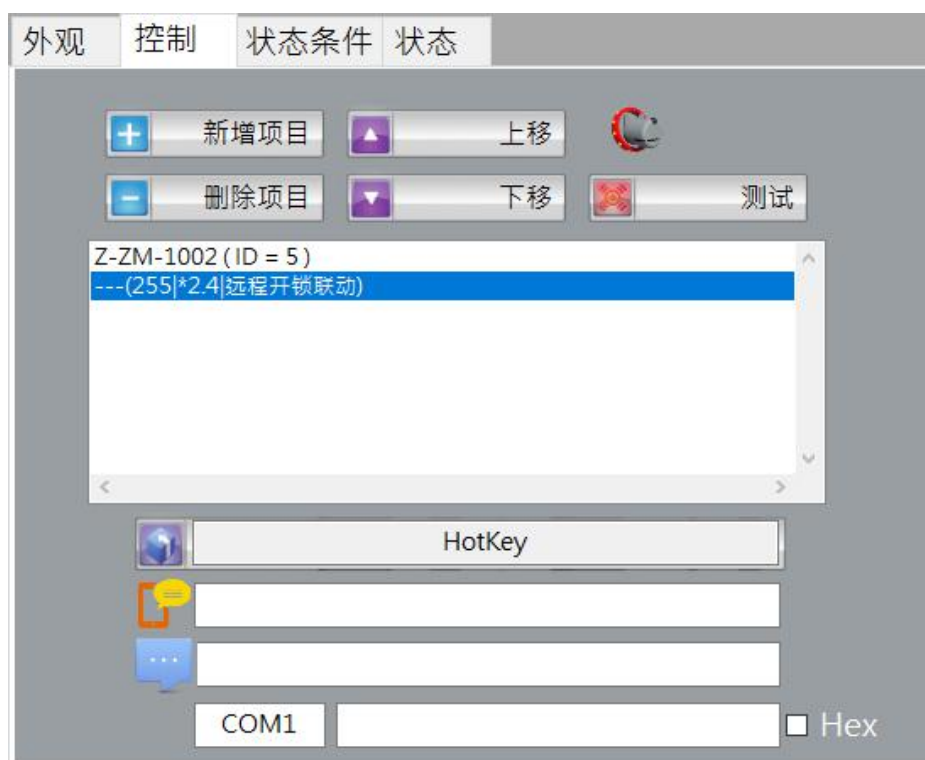 外观 控制 状态条件 状态
新增项目 上移
删除项目 下移 测试
Z-ZM-1002 ( ID = 5 )
---(255|*2.4|远程开锁联动)
HotKey
COM1 Hex